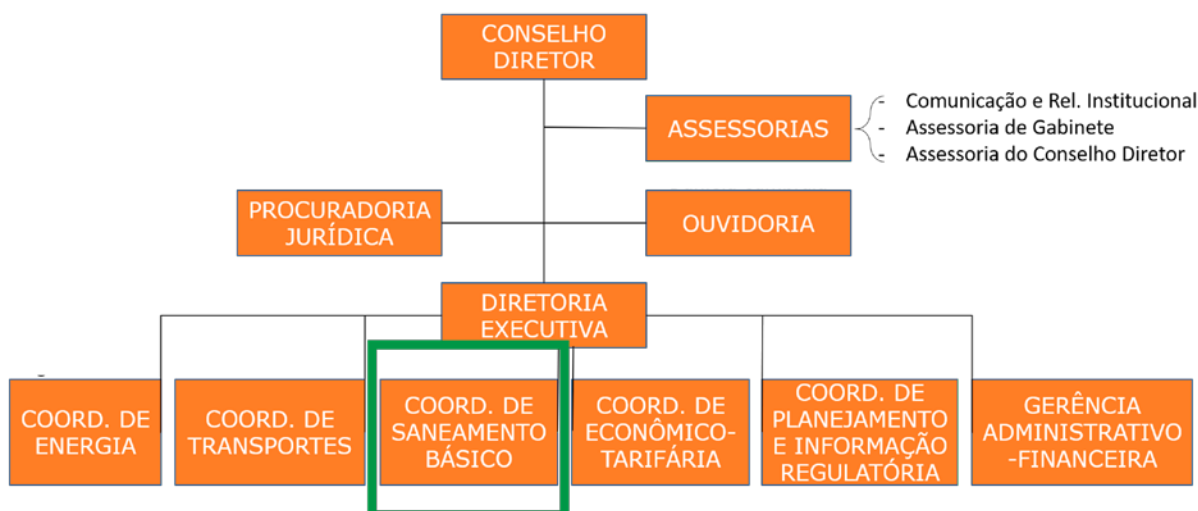 CONSELHO
DIRETOR
ASSESSORIAS
- Comunicação e Rel. Institucional
- Assessoria de Gabinete
- Assessoria do Conselho Diretor
PROCURADORIA
JURÍDICA
OUVIDORIA
DIRETORIA
EXECUTIVA
-
COORD. DE
ENERGIA
COORD. DE
TRANSPORTES
COORD. DE
SANEAMENTO
BÁSICO
COORD. DE
ECONÔMICO-
TARIFÁRIA
COORD. DE
PLANEJAMENTO
E INFORMAÇÃO
REGULATÓRIA
GERÊNCIA
ADMINISTRATIVO
-FINANCEIRA